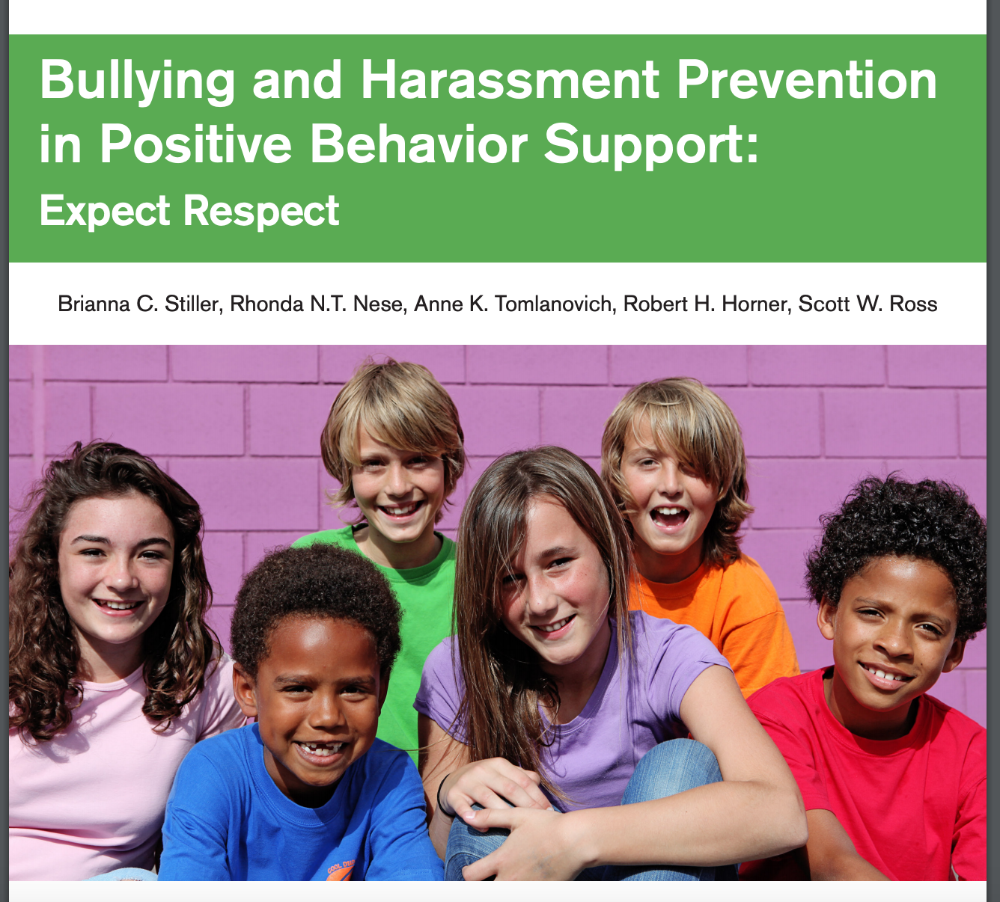 Bullying and Harassment Prevention
in Positive Behavior Support:
Expect Respect
Brianna C. Stiller, Rhonda N.T. Nese, Anne K. Tomlanovich, Robert H. Horner, Scott W. Ross
COOL